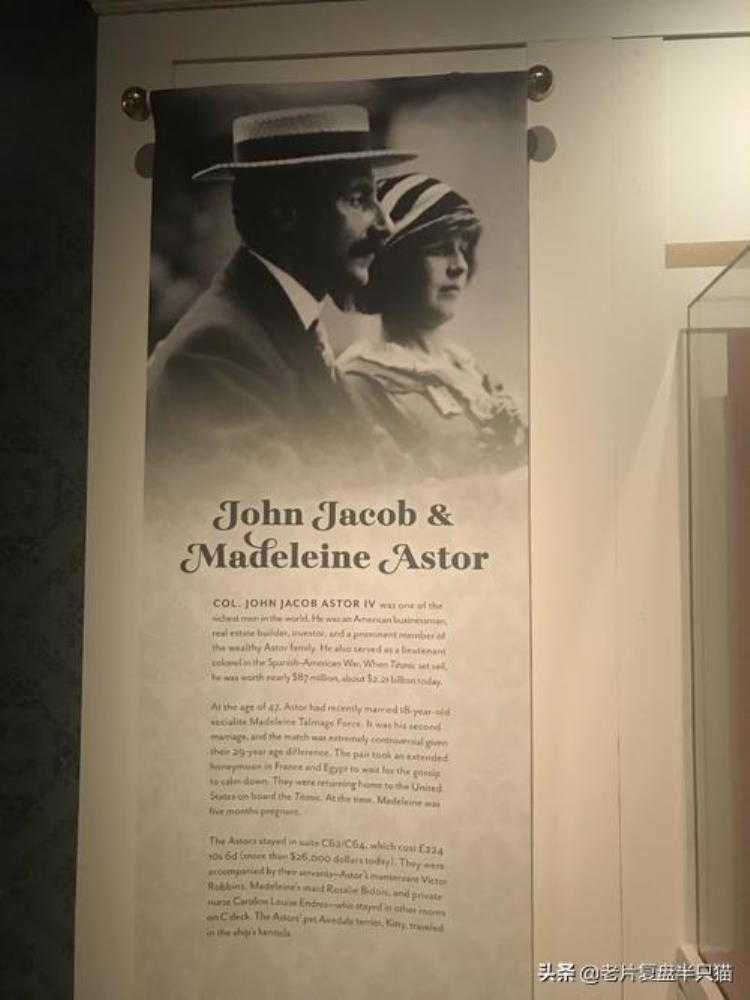 John Jacob &
Madeleine Astor
COL. JOHN JACOB ASTOR IV was one of the
richest men in the world. He was an American businessman,
real estate builder, investor, and a prominent member of
the wealthy Astor family. He also served as a lieutenant
colonel in the Spanish-American War. When Titanic set sail,
he was worth nearly $87 million, about $2.21 billion today.
At the age of 47, Astor had recently married 18-year-old
socialite Madeleine Talmage Force. It was his second
marriage, and the match was extremely controversial given
their 29-year age difference. The pair took an extended
honeymoon in France and Egypt to wait for the gossip
to calm down. They were returning home to the United
States on board the Titanic. At the time, Madeleine was
five months pregnant.
The Astors stayed in suite C62/C64, which cost £224
10s 6d (more than $26,000 dollars today). They were
accompanied by their servants—Astor's manservant Victor
Robbins, Madeleine's maid Rosalie Bidois, and private
nurse Caroline Louise Endres—who stayed in other rooms
on C deck. The Astors' pet Airedale terrier, Kitty, traveled
in the ship's kennels.
头条 @老片复盘半只猫